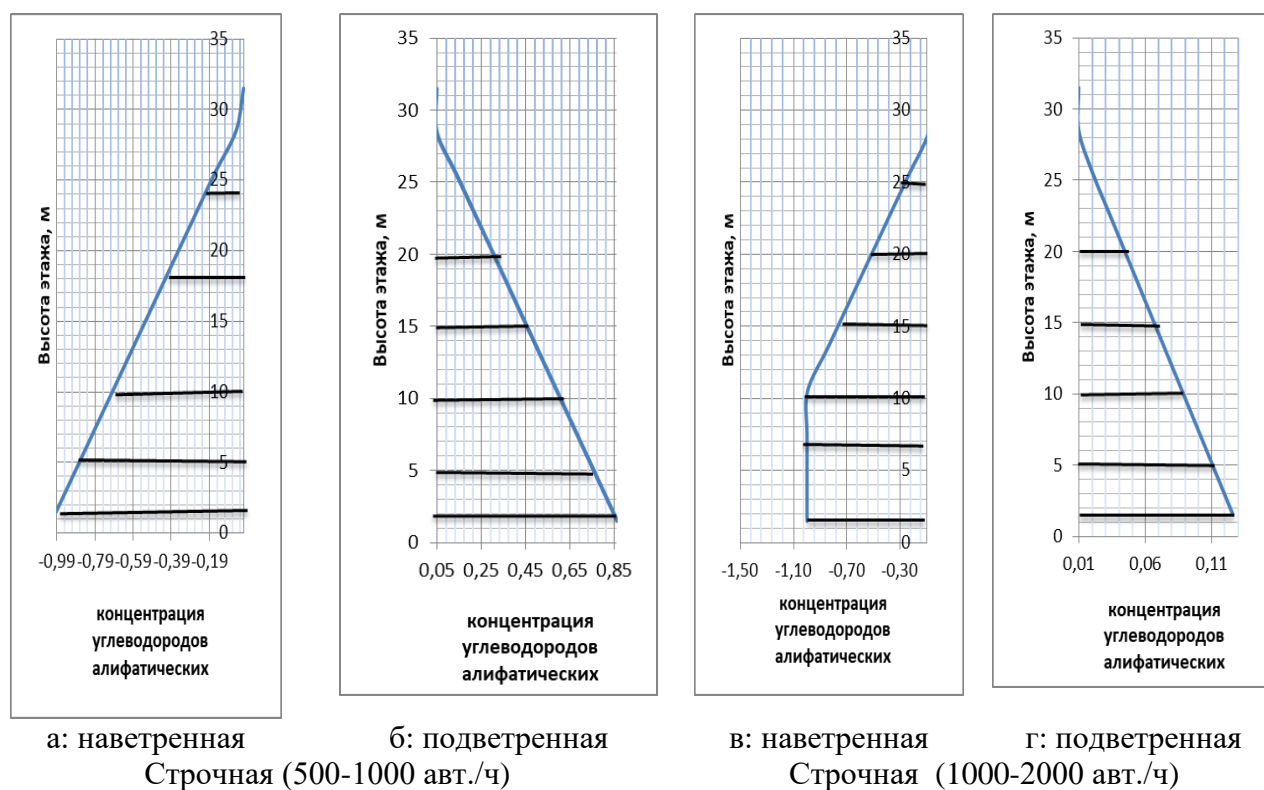 35
30
25
20
15
10
5
0
Высота этажа, м
-0,99 -0,79 -0,59 -0,39 -0,19
концентрация
углеводородов
алифатических
35
30
25
20
15
10
5
0
Высота этажа, м
0,05 0,25 0,45 0,65 0,85
концентрация
углеводородов
алифатических
35
30
25
20
15
10
5
0
Высота этажа, м
-1,50 -1,10 -0,70 -0,30
концентрация
углеводородов
алифатических
35
30
25
20
15
10
5
0
Высота этажа, м
0,01 0,06 0,11
концентрация
углеводородов
алифатических
а: наветренная б: подветренная в: наветренная г: подветренная
Строчная (500-1000 авт./ч) Строчная (1000-2000 авт./ч)